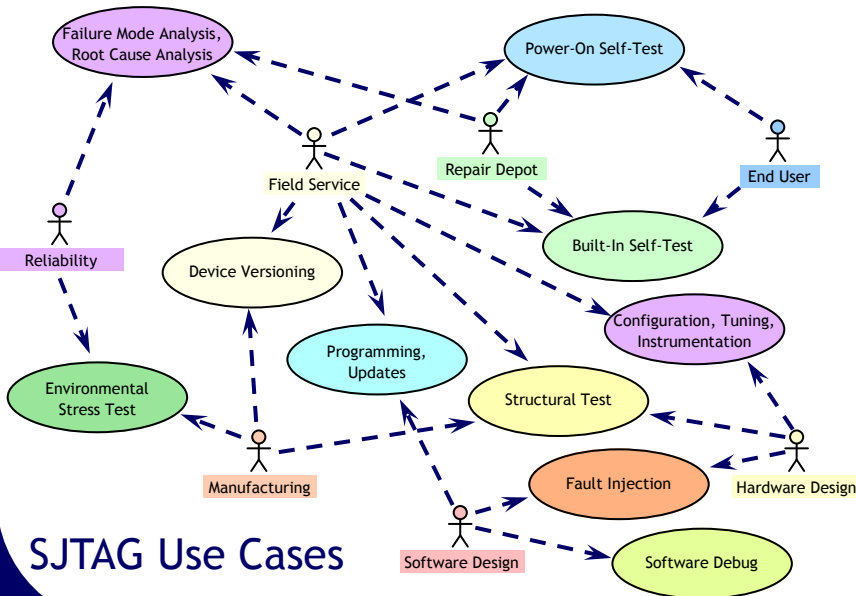 Failure Mode Analysis,
Root Cause Analysis
Power-On Self-Test
Repair Depot
End User
Field Service
Built-In Self-Test
Reliability
Device Versioning
Configuration, Tuning,
Instrumentation
Programming,
Updates
Environmental
Stress Test
Structural Test
Manufacturing
Fault Injection
Hardware Design
SJTAG Use Cases
Software Design
Software Debug